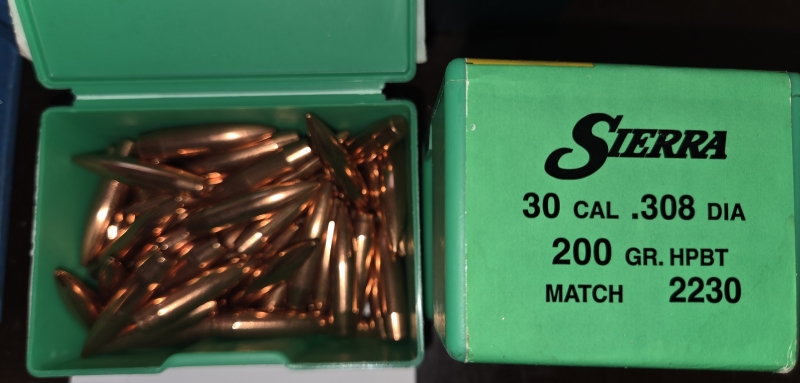 SIERRA
30 CAL .308 DIA
200 GR. HPBT
MATCH 2230